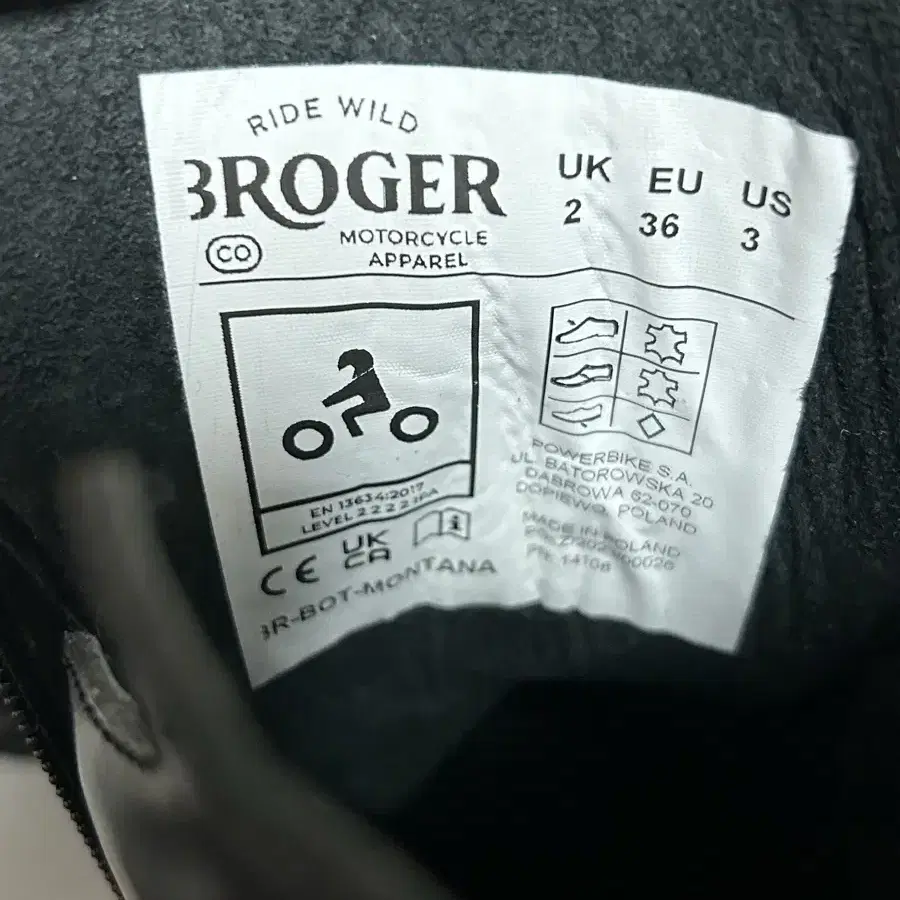 RIDE WILD
BROGER
CO
MOTORCYCLE
APPAREL
UK EU US
2 36 3
EN 13634:2017
LEVEL 2 2 2 2 IPA
CE UK
CA
BR-BOT-MONTANA
POWERBIKE S.A.
UL. BATOROWSKA 20
DĄBROWA 62-070
DOPIEWO, POLAND
MADE IN POLAND